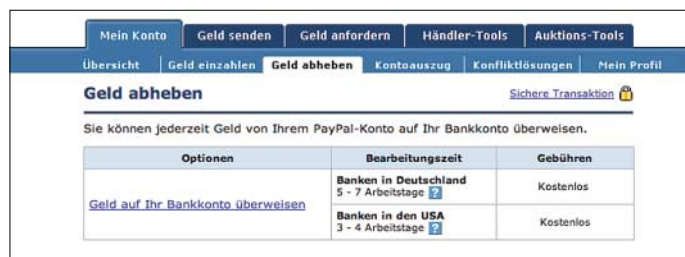 Mein Konto Geld senden Geld anfordern Händler-Tools Auktions-Tools
Übersicht Geld einzahlen Geld abheben Kontoauszug Konfliktlösungen Mein Profil
Geld abheben Sichere Transaktion
Sie können jederzeit Geld von Ihrem PayPal-Konto auf Ihr Bankkonto überweisen.
Optionen Bearbeitungszeit Gebühren
Geld auf Ihr Bankkonto überweisen
Banken in Deutschland
5 - 7 Arbeitstage ?
Kostenlos
Banken in den USA
3 - 4 Arbeitstage ?
Kostenlos